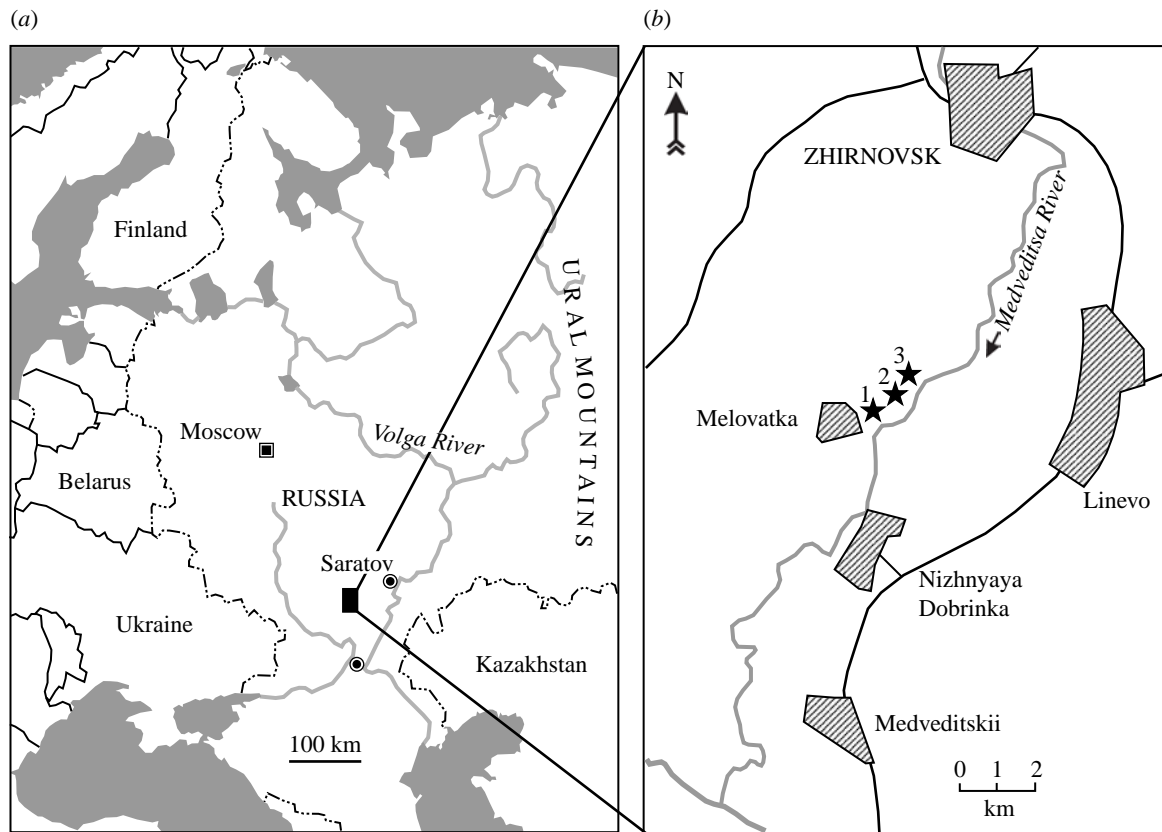 (a)
Finland
URAL MOUNTAINS
Moscow
Volga River
Belarus
RUSSIA
Saratov
Ukraine
Kazakhstan
100 km
(b)
N
ZHIRNOVSK
Medveditsa River
3
2
1
Melovatka
Linevo
Nizhnyaya
Dobrinka
Medveditskii
0 1 2
km